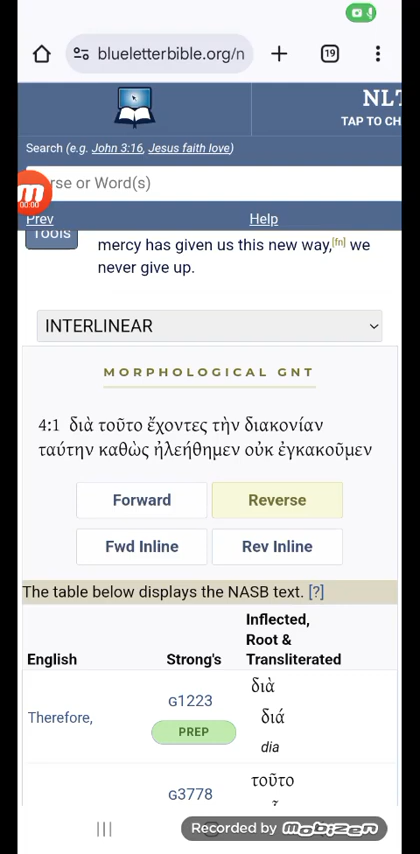 blueletterbible.org/n
19
NLT
TAP TO CH
Search (e.g. John 3:16, Jesus faith love)
rse or Word(s)
00:00
Prev
Help
Tools
mercy has given us this new way,[fn] we
never give up.
INTERLINEAR
MORPHOLOGICAL GNT
4:1 διὰ τοῦτο ἔχοντες τὴν διακονίαν
ταύτην καθὼς ἠλεήθημεν οὐκ ἐγκακοῦμεν
Forward
Reverse
Fwd Inline
Rev Inline
The table below displays the NASB text. [?]
English
Strong's
Inflected,
Root &
Transliterated
Therefore,
G1223
PREP
διὰ
διά
dia
G3778
τοῦτο
Recorded by mobizen